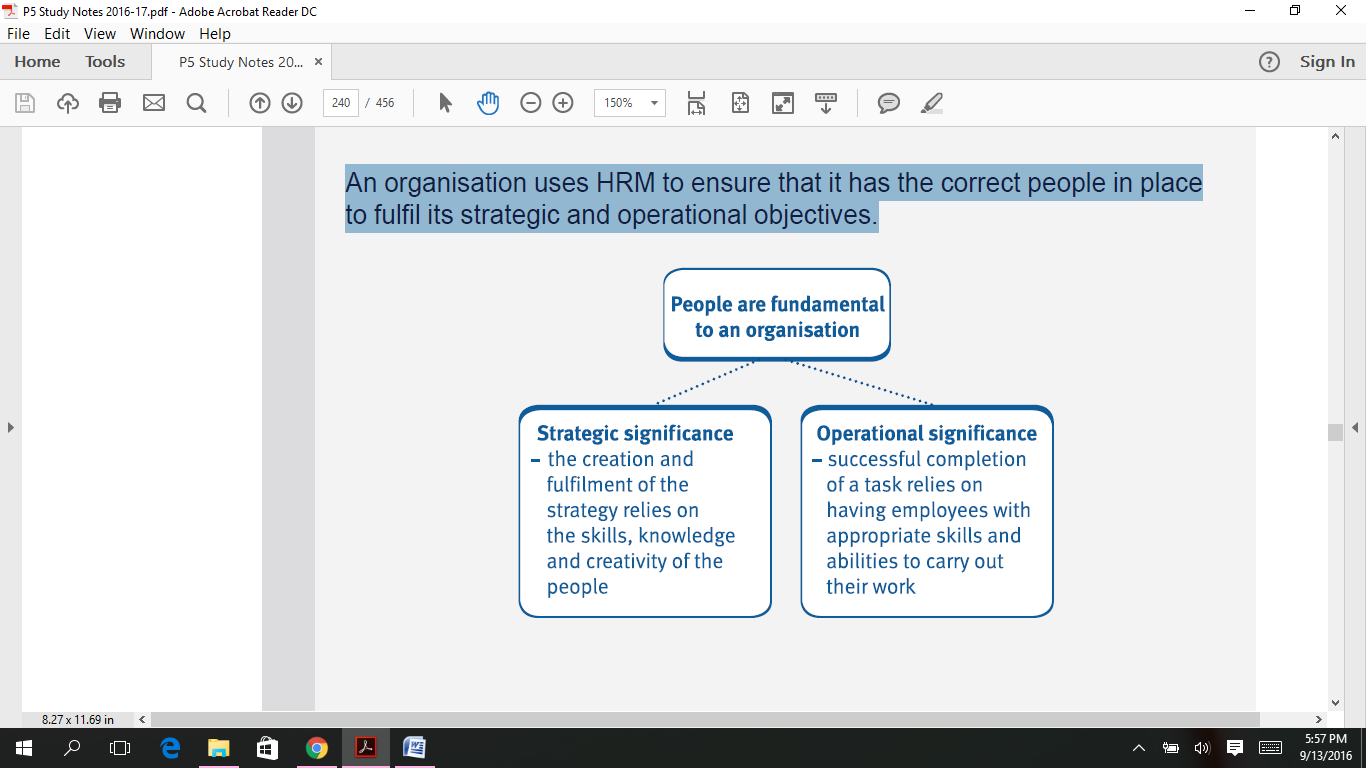 P5 Study Notes 2016-17.pdf - Adobe Acrobat Reader DC
File Edit View Window Help
Home Tools P5 Study Notes 20... × ? Sign In
240 / 456 150%
An organisation uses HRM to ensure that it has the correct people in place
to fulfil its strategic and operational objectives.
People are fundamental
to an organisation
Strategic significance
– the creation and
fulfilment of the
strategy relies on
the skills, knowledge
and creativity of the
people
Operational significance
– successful completion
of a task relies on
having employees with
appropriate skills and
abilities to carry out
their work
8.27 x 11.69 in
5:57 PM
9/13/2016